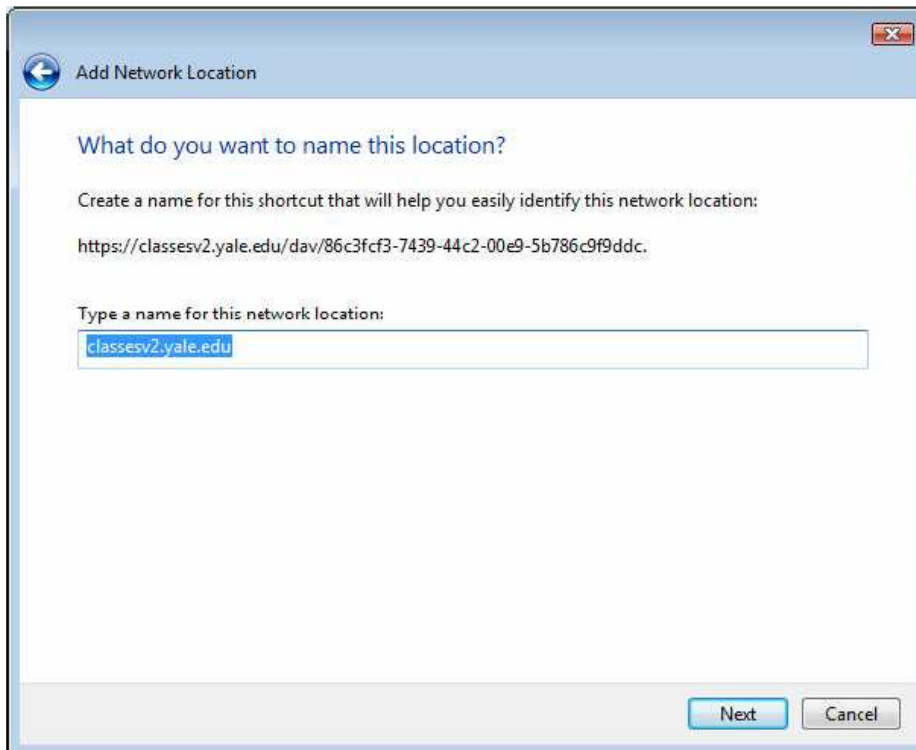 Add Network Location
What do you want to name this location?
Create a name for this shortcut that will help you easily identify this network location:
https://classesv2.yale.edu/dav/86c3fcf3-7439-44c2-00e9-5b786c9f9ddc.
Type a name for this network location:
classesv2.yale.edu
Next Cancel